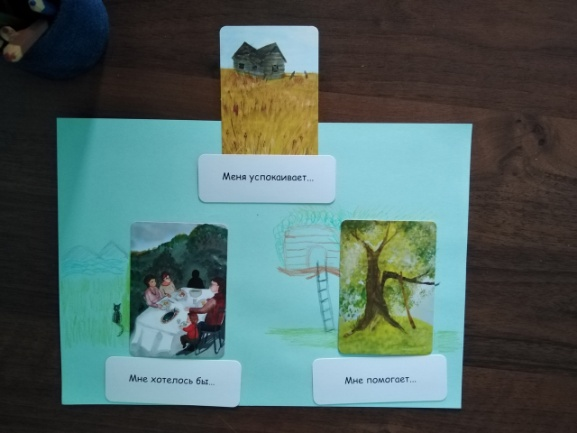 Меня успокаивает...
Мне хотелось бы...
Мне помогает...